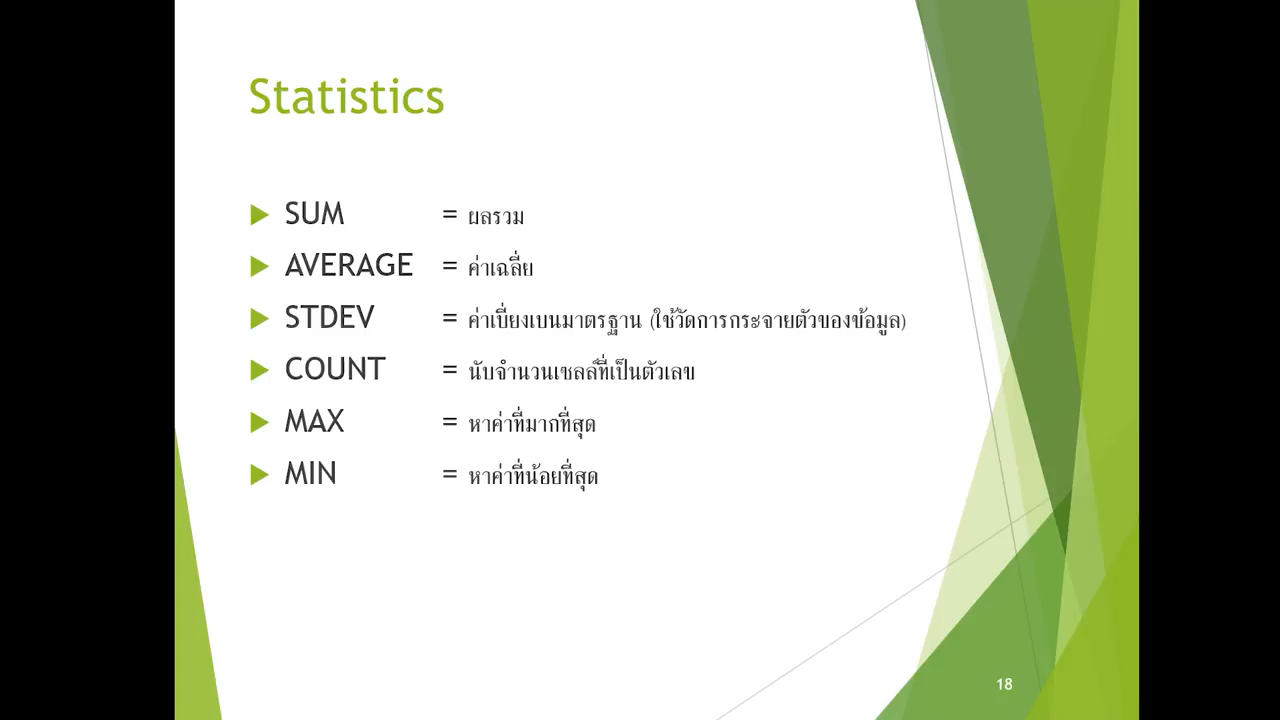 Statistics
SUM = ผลรวม
AVERAGE = ค่าเฉลี่ย
STDEV = ค่าเบี่ยงเบนมาตรฐาน (ใช้วัดการกระจายตัวของข้อมูล)
COUNT = นับจำนวนเซลล์ที่เป็นตัวเลข
MAX = หาค่าที่มากที่สุด
MIN = หาค่าที่น้อยที่สุด
18